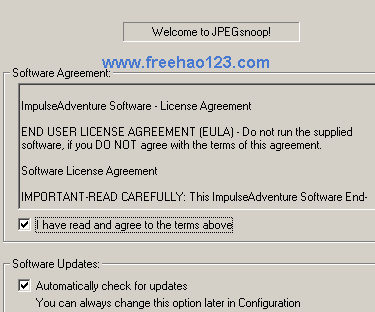 Welcome to JPEGsnoop!
www.freehao123.com
Software Agreement:
ImpulseAdventure Software - License Agreement
END USER LICENSE AGREEMENT (EULA) - Do not run the supplied
software, if you DO NOT agree with the terms of this agreement.
Software License Agreement
IMPORTANT-READ CAREFULLY: This ImpulseAdventure Software End-
I have read and agree to the terms above
Software Updates:
Automatically check for updates
You can always change this option later in Configuration